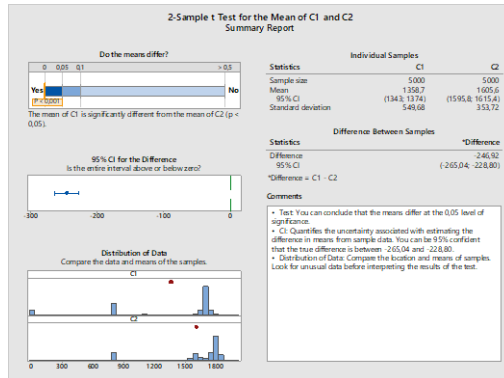 2-Sample t Test for the Mean of C1 and C2
Summary Report
Do the means differ?
0 0,05 0,1 > 0,5
Yes No
P < 0,001
The mean of C1 is significantly different from the mean of C2 (p <
0,05).
95% CI for the Difference
Is the entire interval above or below zero?
-300 -200 -100 0
Distribution of Data
Compare the data and means of the samples.
C1
C2
0 300 600 900 1200 1500 1800
Individual Samples
Statistics C1 C2
Sample size 5000 5000
Mean 1358,7 1605,6
95% CI (1343; 1374) (1595,8; 1615,4)
Standard deviation 549,68 353,72
Difference Between Samples
Statistics *Difference
Difference -246,92
95% CI (-265,04; -228,80)
*Difference = C1 - C2
Comments
• Test: You can conclude that the means differ at the 0,05 level of
significance.
• CI: Quantifies the uncertainty associated with estimating the
difference in means from sample data. You can be 95% confident
that the true difference is between -265,04 and -228,80.
• Distribution of Data: Compare the location and means of samples.
Look for unusual data before interpreting the results of the test.